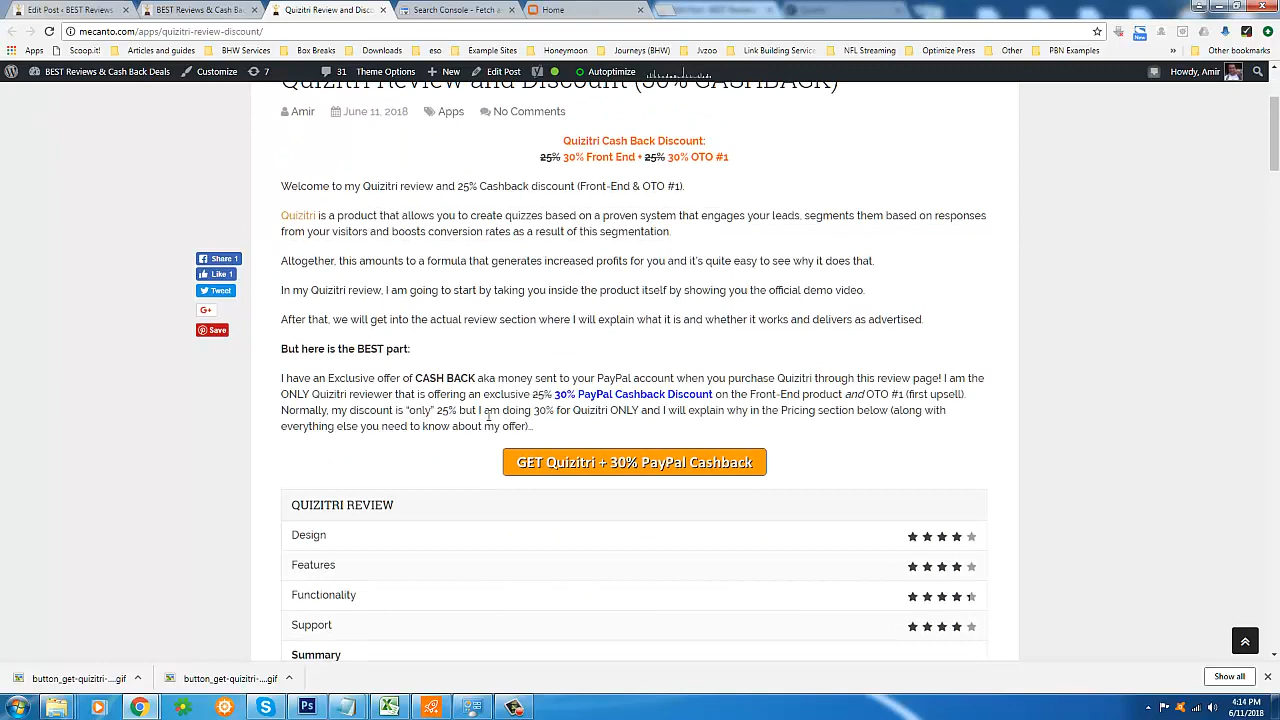 Edit Post ‹ BEST Reviews
BEST Reviews & Cash Ba
Quizitri Review and Disco
Search Console - Fetch a
Home
mecanto.com/apps/quizitri-review-discount/
Apps
Scoop.it!
Articles and guides
BHW Services
Box Breaks
Downloads
eso
Example Sites
Honeymoon
Journeys (BHW)
Jvzoo
Link Building Service
NFL Streaming
Optimize Press
Other
PBN Examples
»
Other bookmarks
New
BEST Reviews & Cash Back Deals
Customize
7
31
Theme Options
New
Edit Post
Autoptimize
Howdy, Amir
Quizitri Review and Discount (30% CASHBACK)
Amir
June 11, 2018
Apps
No Comments
Quizitri Cash Back Discount:
25% 30% Front End + 25% 30% OTO #1
Welcome to my Quizitri review and 25% Cashback discount (Front-End & OTO #1).
Quizitri is a product that allows you to create quizzes based on a proven system that engages your leads, segments them based on responses
from your visitors and boosts conversion rates as a result of this segmentation.
Share 1
Altogether, this amounts to a formula that generates increased profits for you and it's quite easy to see why it does that.
Like 1
Tweet
In my Quizitri review, I am going to start by taking you inside the product itself by showing you the official demo video.
G+
After that, we will get into the actual review section where I will explain what it is and whether it works and delivers as advertised.
Save
But here is the BEST part:
I have an Exclusive offer of CASH BACK aka money sent to your PayPal account when you purchase Quizitri through this review page! I am the
ONLY Quizitri reviewer that is offering an exclusive 25% 30% PayPal Cashback Discount on the Front-End product and OTO #1 (first upsell).
Normally, my discount is “only” 25% but I am doing 30% for Quizitri ONLY and I will explain why in the Pricing section below (along with
everything else you need to know about my offer)…
GET Quizitri + 30% PayPal Cashback
QUIZITRI REVIEW
Design
Features
Functionality
Support
Summary
button_get-quizitri-....gif
button_get-quizitri-....gif
Show all
4:14 PM
6/11/2018